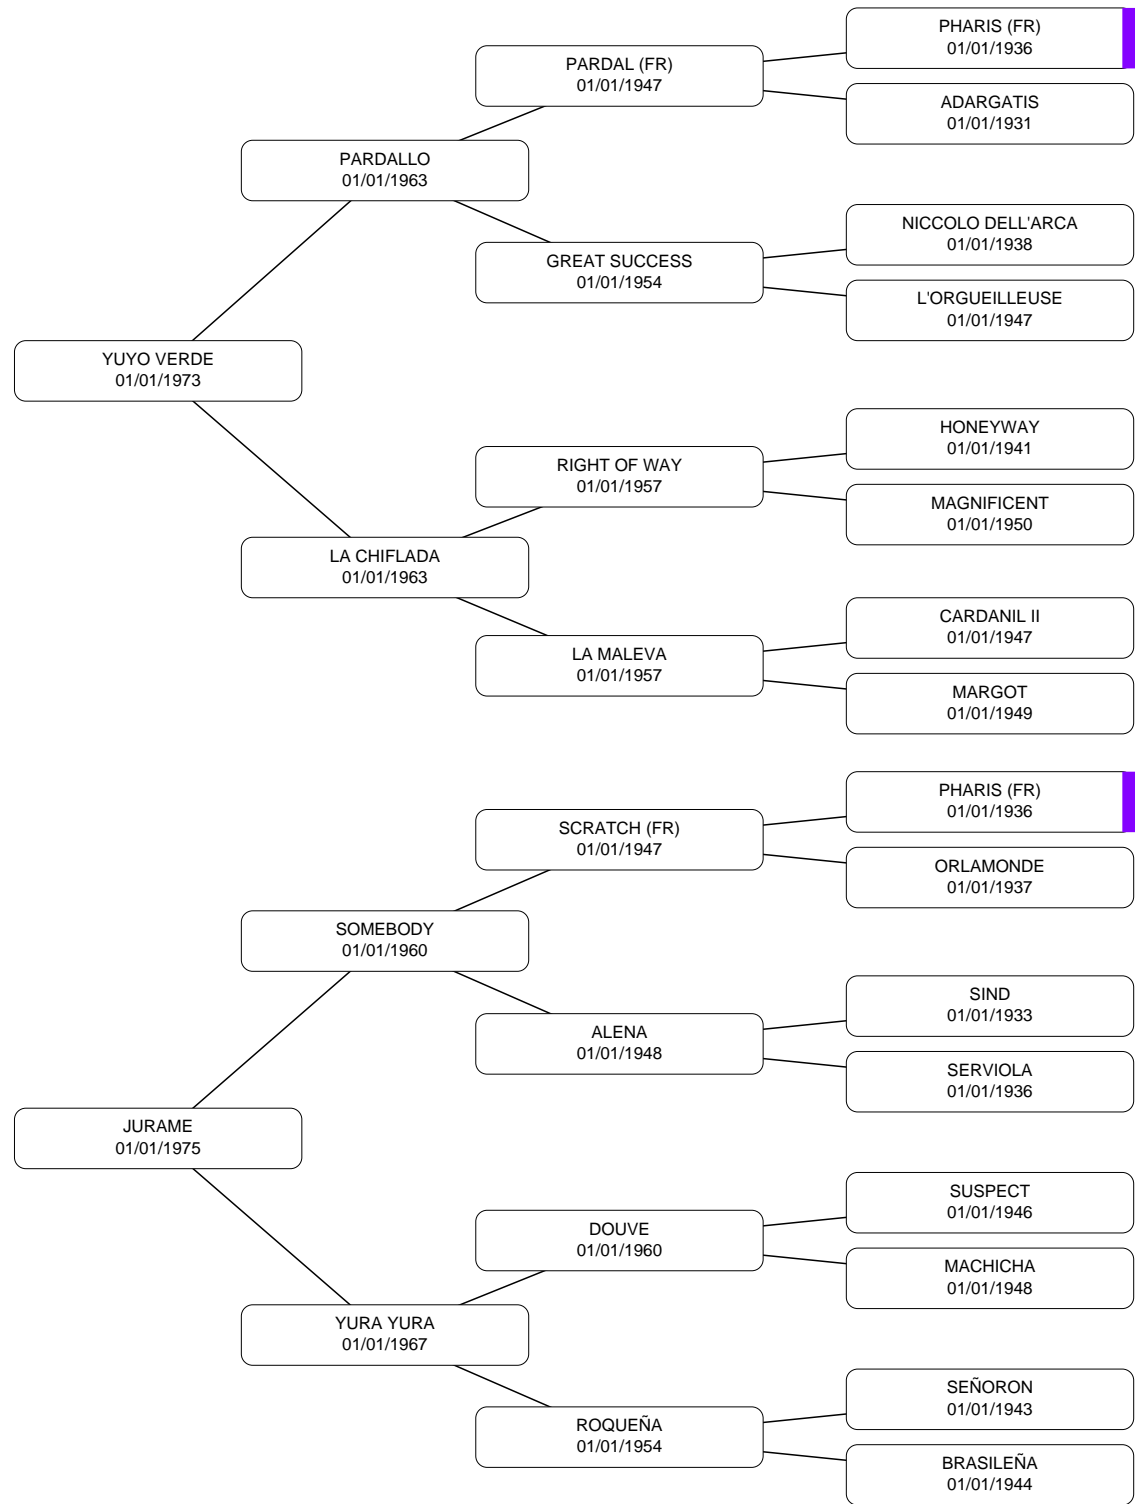 PHARIS (FR)
01/01/1936
PARDAL (FR)
01/01/1947
ADARGATIS
01/01/1931
PARDALLO
01/01/1963
NICCOLO DELL'ARCA
01/01/1938
GREAT SUCCESS
01/01/1954
L'ORGUEILLEUSE
01/01/1947
YUYO VERDE
01/01/1973
HONEYWAY
01/01/1941
RIGHT OF WAY
01/01/1957
MAGNIFICENT
01/01/1950
LA CHIFLADA
01/01/1963
CARDANIL II
01/01/1947
LA MALEVA
01/01/1957
MARGOT
01/01/1949
PHARIS (FR)
01/01/1936
SCRATCH (FR)
01/01/1947
ORLAMONDE
01/01/1937
SOMEBODY
01/01/1960
SIND
01/01/1933
ALENA
01/01/1948
SERVIOLA
01/01/1936
JURAME
01/01/1975
SUSPECT
01/01/1946
DOUVE
01/01/1960
MACHICHA
01/01/1948
YURA YURA
01/01/1967
SEÑORON
01/01/1943
ROQUEÑA
01/01/1954
BRASILEÑA
01/01/1944